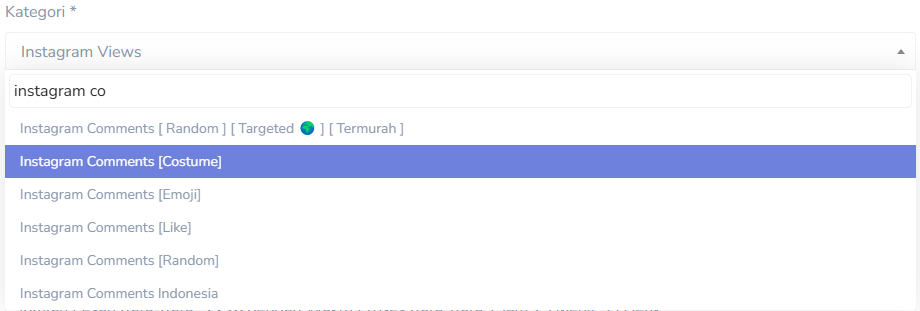 Kategori *
Instagram Views
instagram co
Instagram Comments [ Random ] [ Targeted 🌍 ] [ Termurah ]
Instagram Comments [Costume]
Instagram Comments [Emoji]
Instagram Comments [Like]
Instagram Comments [Random]
Instagram Comments Indonesia